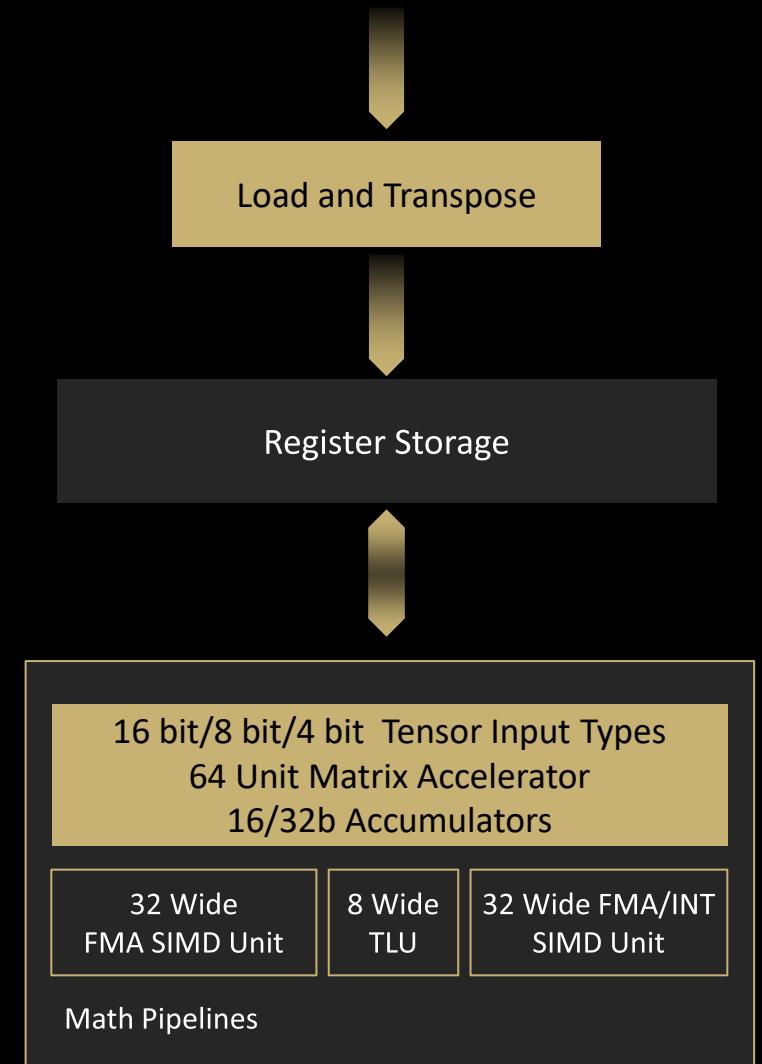 Load and Transpose
Register Storage
16 bit/8 bit/4 bit  Tensor Input Types
64 Unit Matrix Accelerator
16/32b Accumulators
32 Wide
FMA SIMD Unit
8 Wide
TLU
32 Wide FMA/INT
SIMD Unit
Math Pipelines